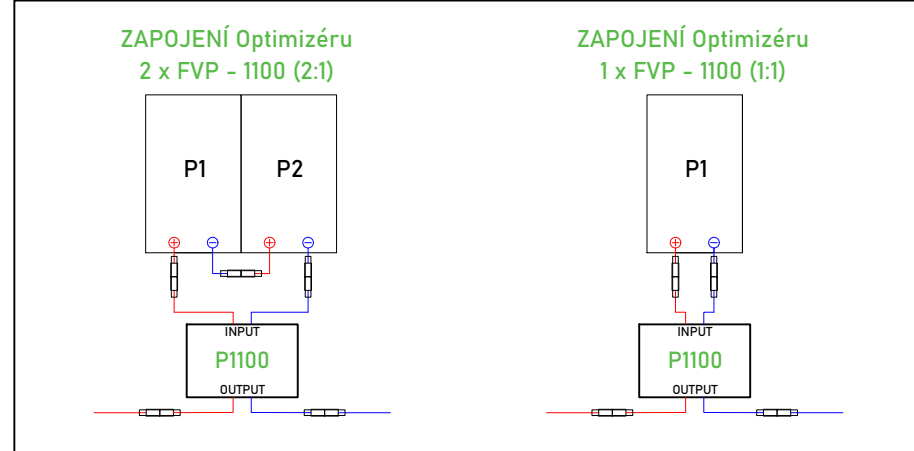 ZAPOJENÍ Optimizéru
2 x FVP - 1100 (2:1)
P1
P2
INPUT
P1100
OUTPUT
ZAPOJENÍ Optimizéru
1 x FVP - 1100 (1:1)
P1
INPUT
P1100
OUTPUT